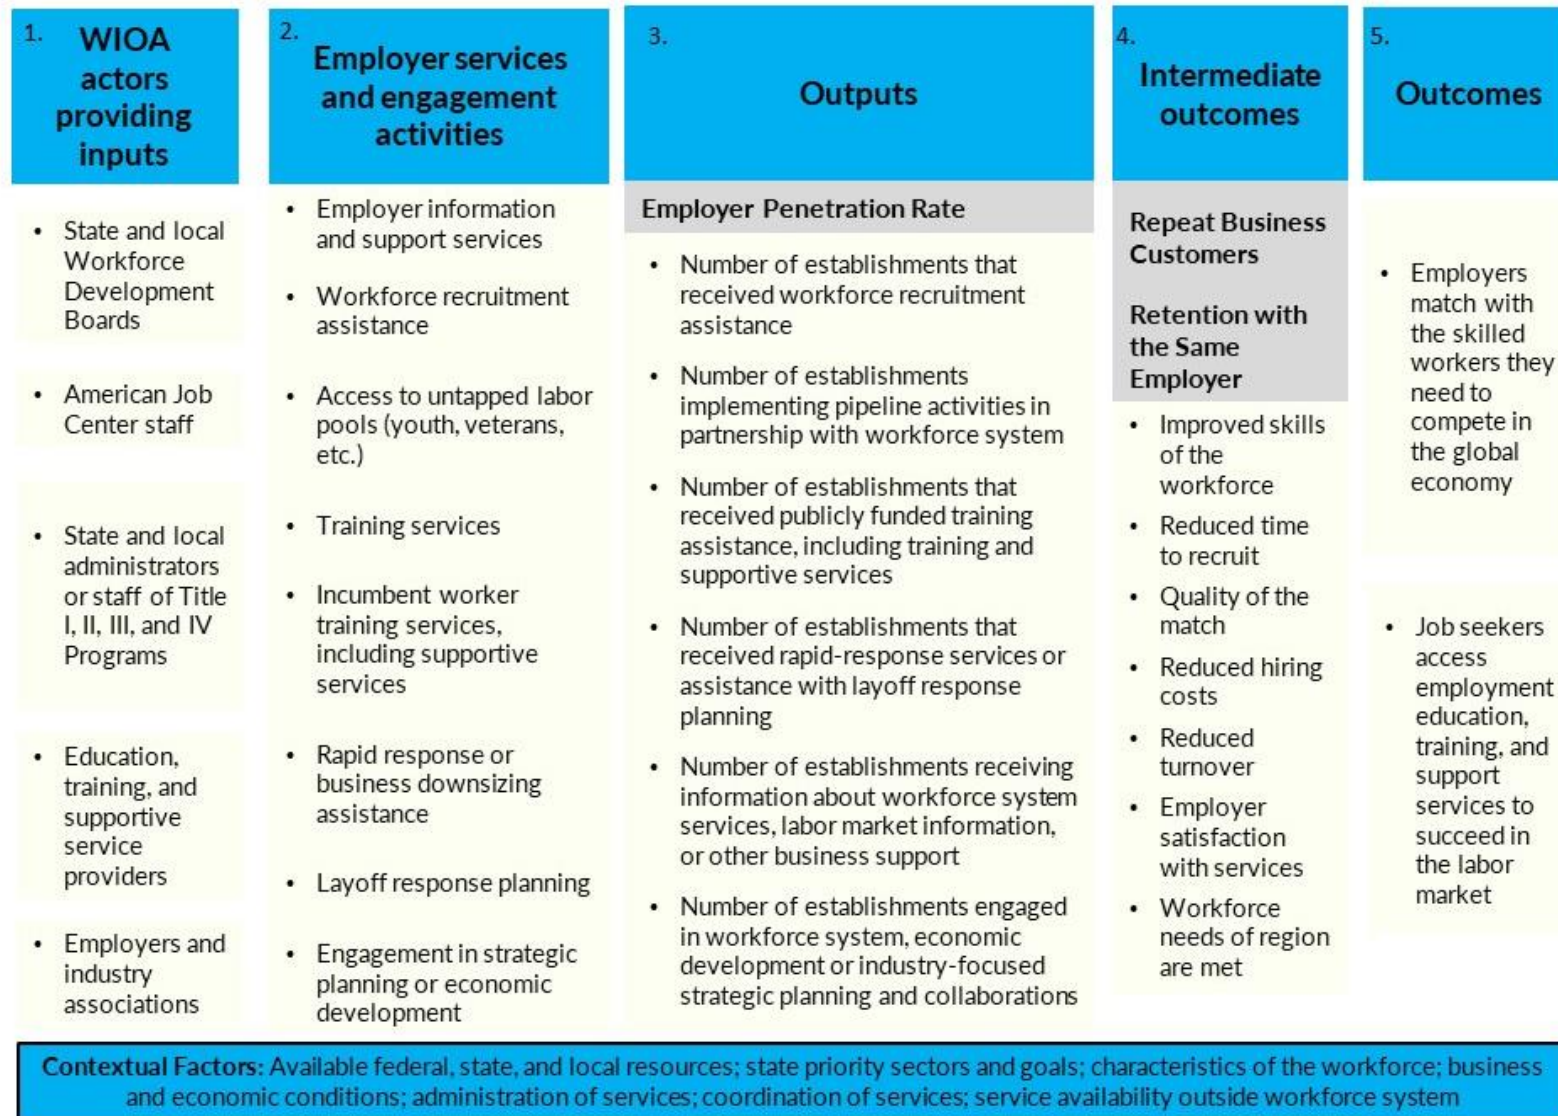 1. WIOA
actors
providing
inputs
• State and local
Workforce
Development
Boards
• American Job
Center staff
• State and local
administrators
or staff of Title
I, II, III, and IV
Programs
• Education,
training, and
supportive
service
providers
• Employers and
industry
associations
2. Employer services
and engagement
activities
• Employer information
and support services
• Workforce recruitment
assistance
• Access to untapped labor
pools (youth, veterans,
etc.)
• Training services
• Incumbent worker
training services,
including supportive
services
• Rapid response or
business downsizing
assistance
• Layoff response planning
• Engagement in strategic
planning or economic
development
3.
Outputs
Employer Penetration Rate
• Number of establishments that
received workforce recruitment
assistance
• Number of establishments
implementing pipeline activities in
partnership with workforce system
• Number of establishments that
received publicly funded training
assistance, including training and
supportive services
• Number of establishments that
received rapid-response services or
assistance with layoff response
planning
• Number of establishments receiving
information about workforce system
services, labor market information,
or other business support
• Number of establishments engaged
in workforce system, economic
development or industry-focused
strategic planning and collaborations
4.
Intermediate
outcomes
Repeat Business
Customers
Retention with
the Same
Employer
• Improved skills
of the
workforce
• Reduced time
to recruit
• Quality of the
match
• Reduced hiring
costs
• Reduced
turnover
• Employer
satisfaction
with services
• Workforce
needs of region
are met
5.
Outcomes
• Employers
match with
the skilled
workers they
need to
compete in
the global
economy
• Job seekers
access
employment
education,
training, and
support
services to
succeed in
the labor
market
Contextual Factors: Available federal, state, and local resources; state priority sectors and goals; characteristics of the workforce; business
and economic conditions; administration of services; coordination of services; service availability outside workforce system